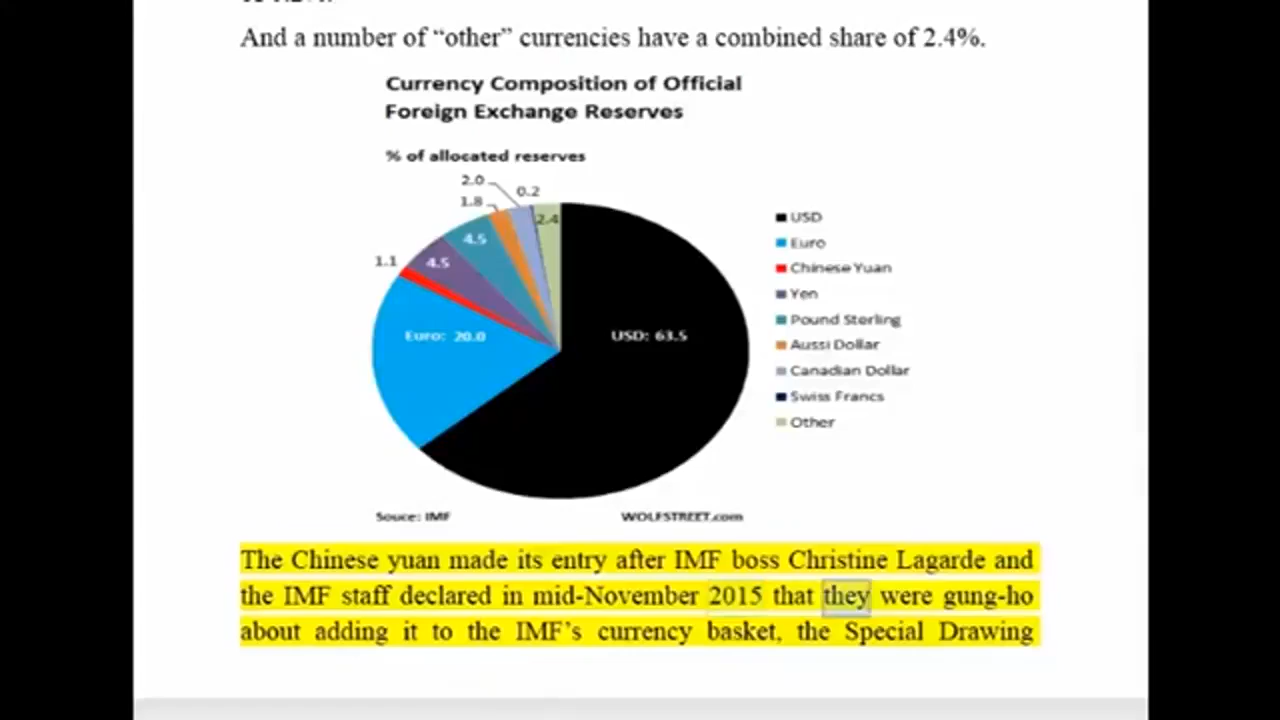 And a number of “other” currencies have a combined share of 2.4%.
Currency Composition of Official
Foreign Exchange Reserves
% of allocated reserves
2.0
0.2
1.8
2.4
4.5
1.1
4.5
Euro: 20.0
USD: 63.5
USD
Euro
Chinese Yuan
Yen
Pound Sterling
Aussi Dollar
Canadian Dollar
Swiss Francs
Other
Souce: IMF
WOLFSTREET.com
The Chinese yuan made its entry after IMF boss Christine Lagarde and
the IMF staff declared in mid-November 2015 that they were gung-ho
about adding it to the IMF’s currency basket, the Special Drawing